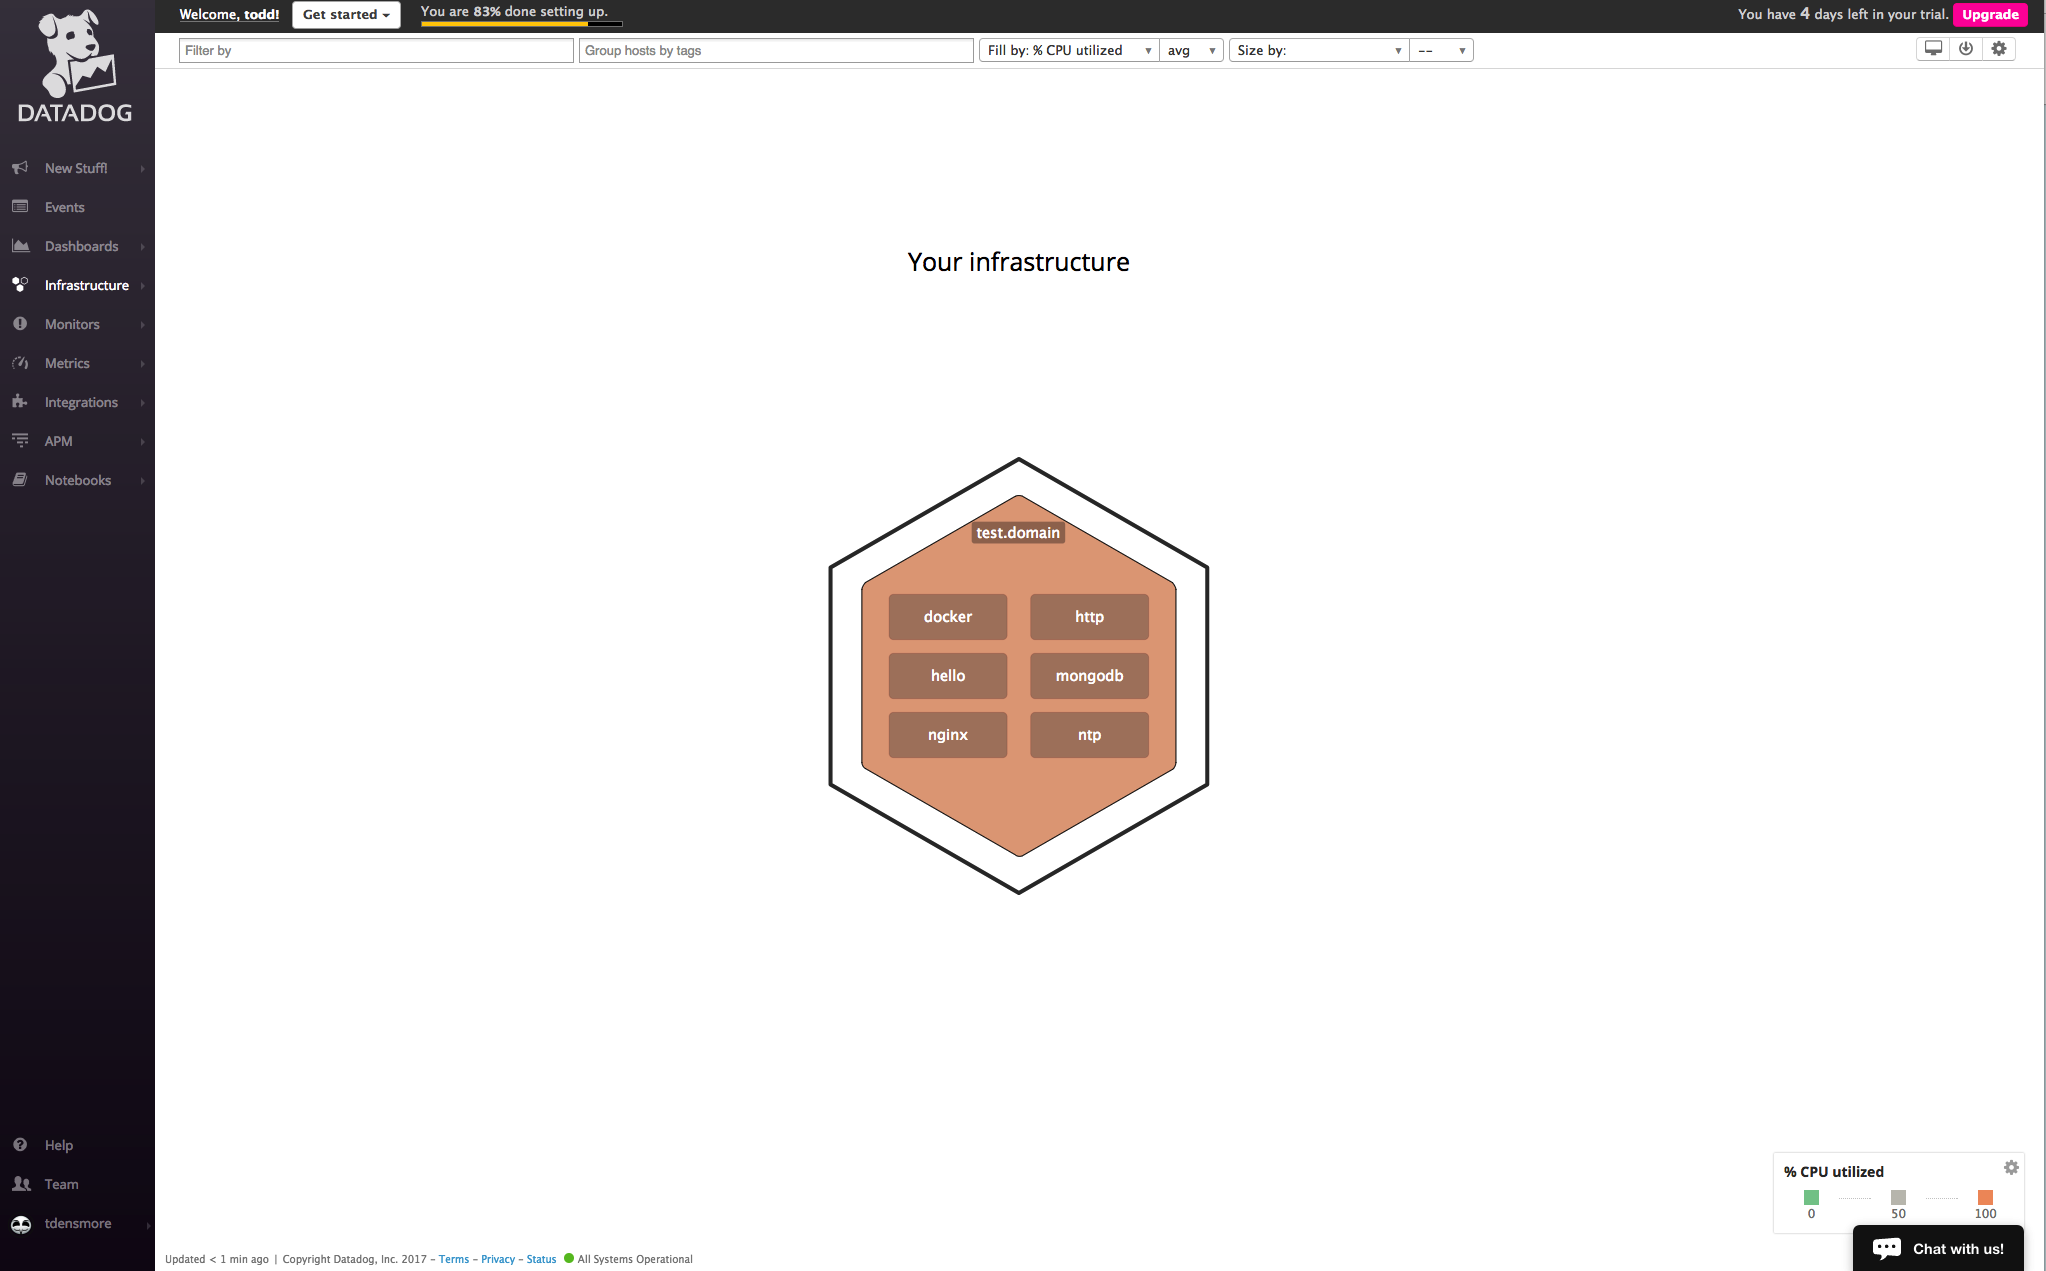 Welcome, todd!
Get started
You are 83% done setting up.
You have 4 days left in your trial.
Upgrade
DATADOG
Filter by
Group hosts by tags
Fill by: % CPU utilized
avg
Size by:
--
New Stuff!
Events
Dashboards
Infrastructure
Monitors
Metrics
Integrations
APM
Notebooks
Your infrastructure
test.domain
docker
http
hello
mongodb
nginx
ntp
Help
Team
tdensmore
% CPU utilized
0
50
100
Chat with us!
Updated < 1 min ago | Copyright Datadog, Inc. 2017 - Terms - Privacy - Status All Systems Operational